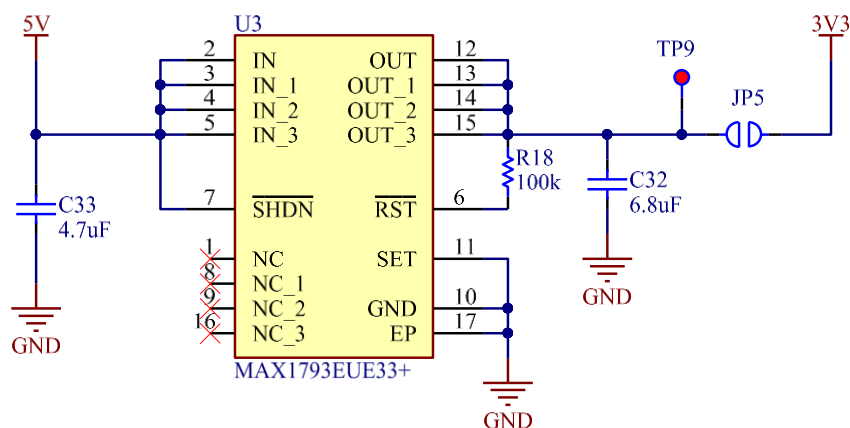 5V
U3
3V3
2 IN OUT 12
3 IN_1 OUT_1 13
4 IN_2 OUT_2 14
5 IN_3 OUT_3 15
TP9
JP5
R18
100k
C33
4.7uF
7 SHDN RST 6
C32
6.8uF
1 NC SET 11
8 NC_1
9 NC_2 GND 10
16 NC_3 EP 17
GND
GND
MAX1793EUE33+
GND